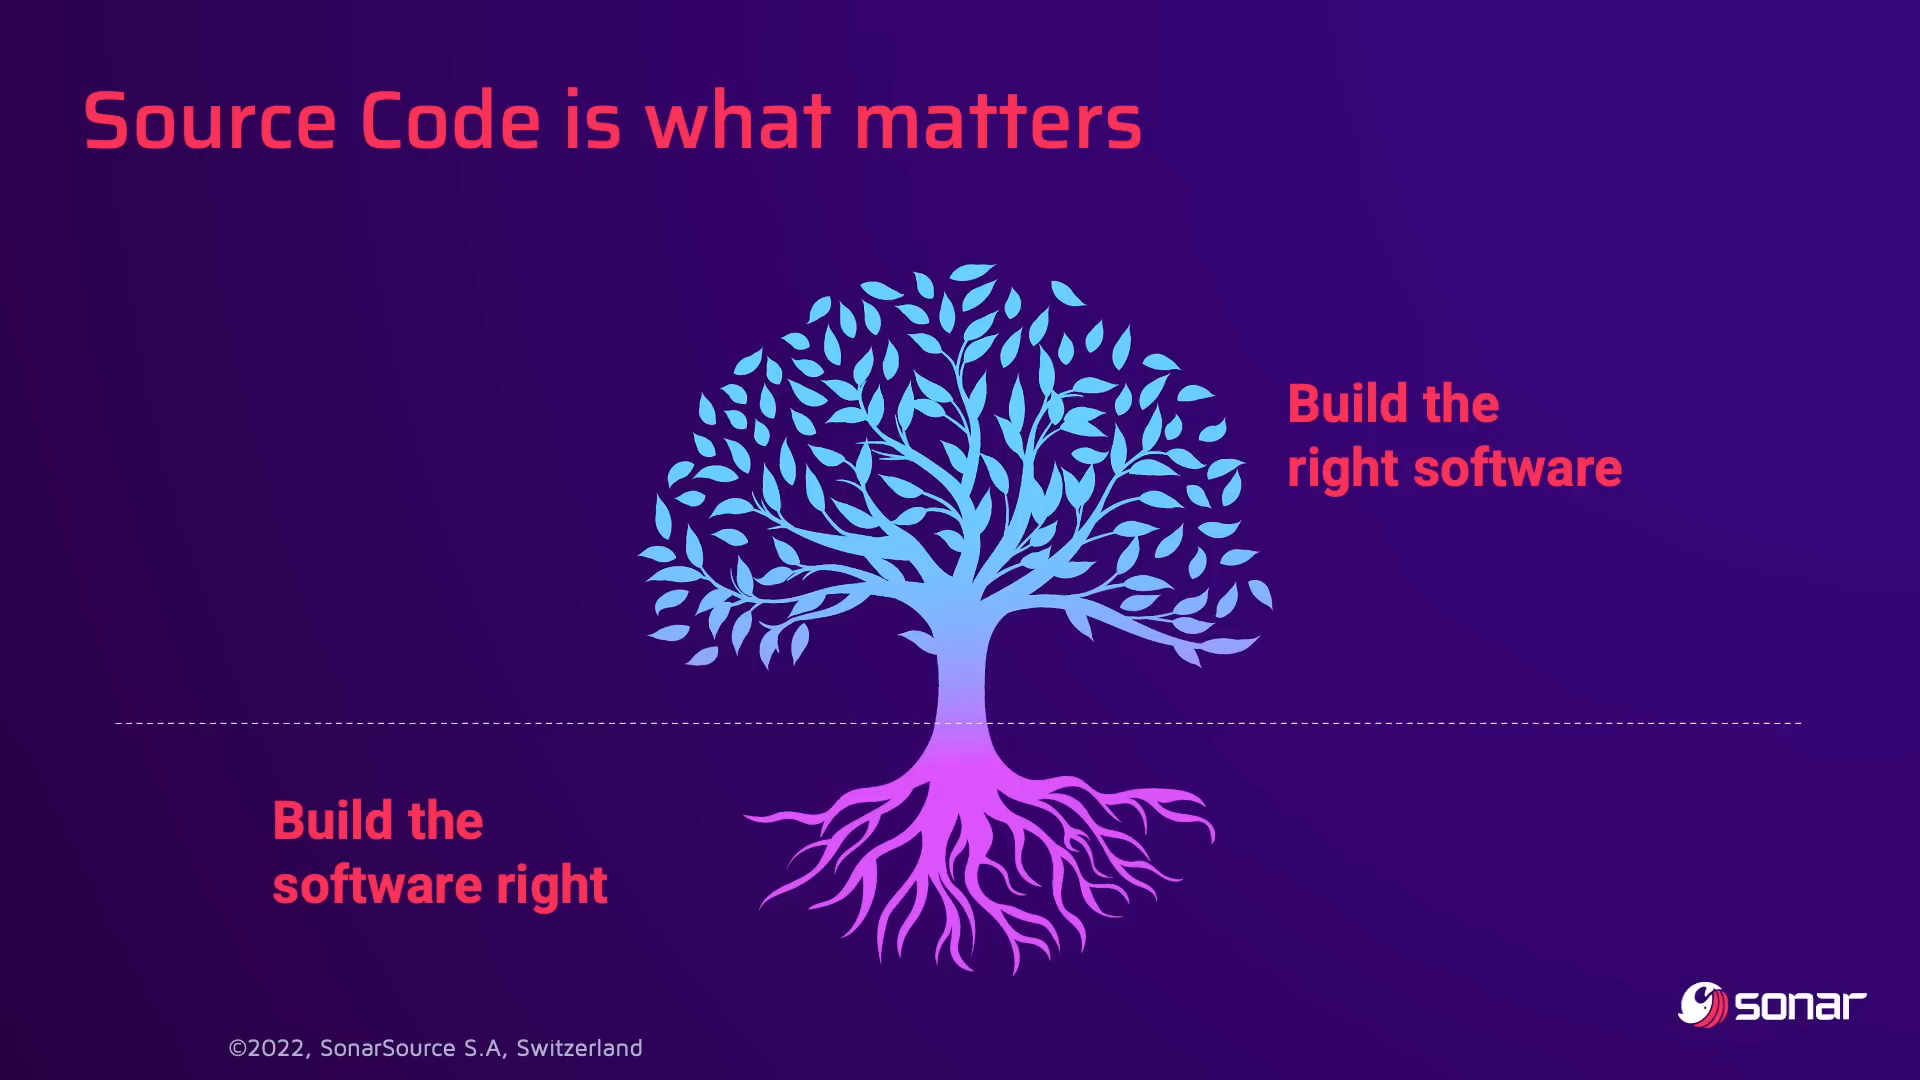 Source Code is what matters
Build the
right software
Build the
software right
sonar
©2022, SonarSource S.A, Switzerland